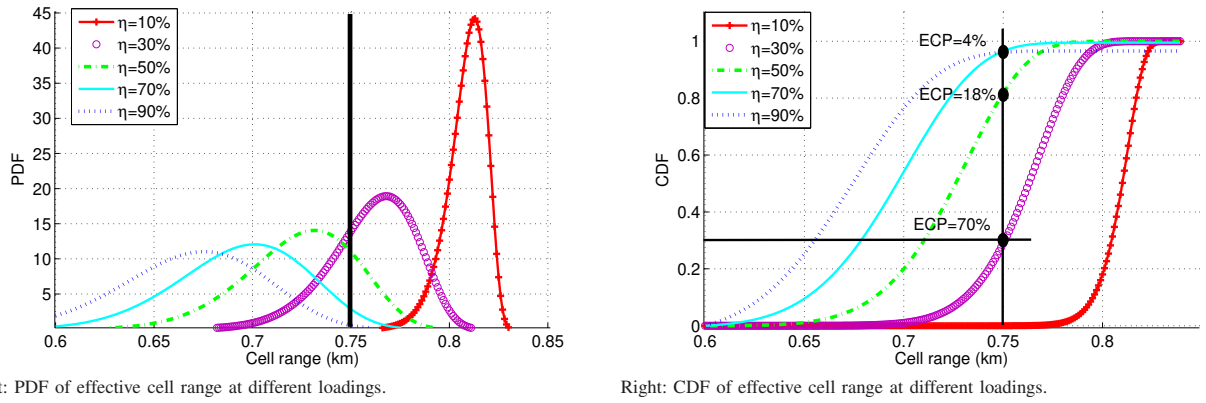 45
40
35
30
25
20
15
10
5
PDF
η=10%
η=30%
η=50%
η=70%
η=90%
0.6
0.65
0.7
0.75
0.8
0.85
Cell range (km)
t: PDF of effective cell range at different loadings.
1
0.8
0.6
0.4
0.2
0
CDF
η=10%
η=30%
η=50%
η=70%
η=90%
ECP=4%
ECP=18%
ECP=70%
0.6
0.6
0.65
0.7
0.75
0.8
Cell range (km)
Right: CDF of effective cell range at different loadings.